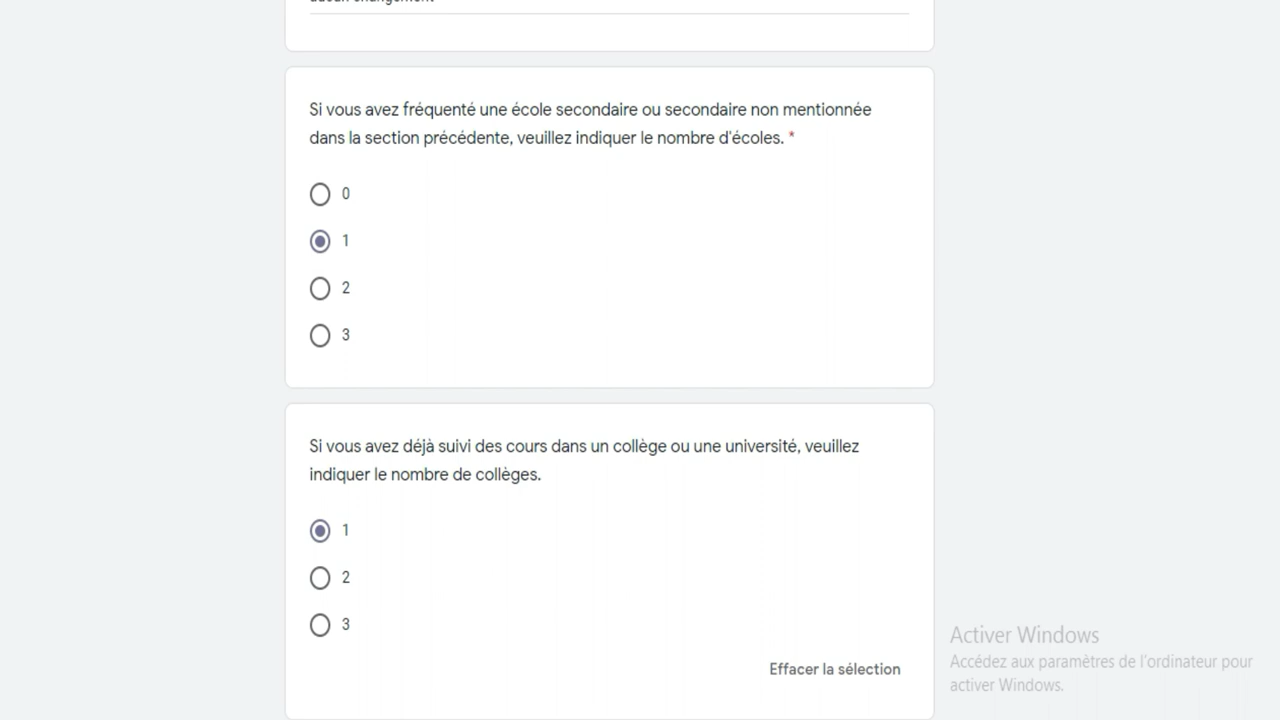 Si vous avez fréquenté une école secondaire ou secondaire non mentionnée
dans la section précédente, veuillez indiquer le nombre d'écoles. *
0
1
2
3
Si vous avez déjà suivi des cours dans un collège ou une université, veuillez
indiquer le nombre de collèges.
1
2
3
Effacer la sélection
Activer Windows
Accédez aux paramètres de l'ordinateur pour
activer Windows.